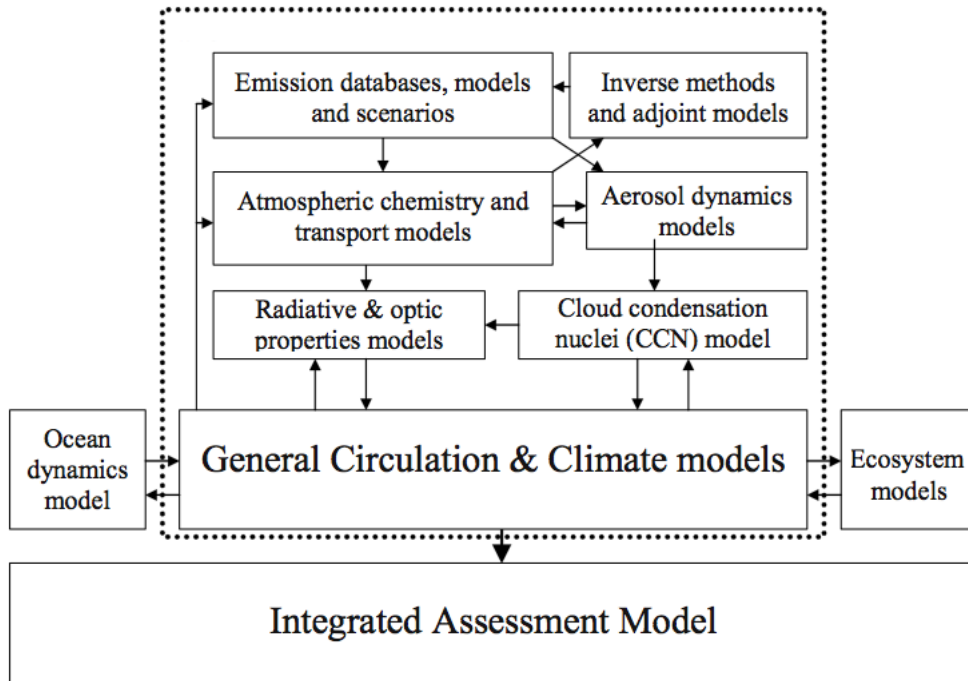 Emission databases, models
and scenarios
Inverse methods
and adjoint models
Atmospheric chemistry and
transport models
Aerosol dynamics
models
Radiative & optic
properties models
Cloud condensation
nuclei (CCN) model
Ocean
dynamics
model
General Circulation & Climate models
Ecosystem
models
Integrated Assessment Model